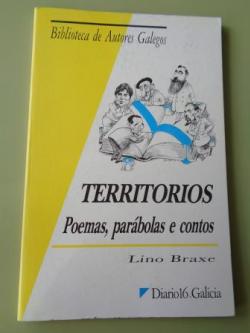 Biblioteca de Autores Galegos
TERRITORIOS
Poemas, parábolas e contos
Lino Braxe
Diario16 Galicia